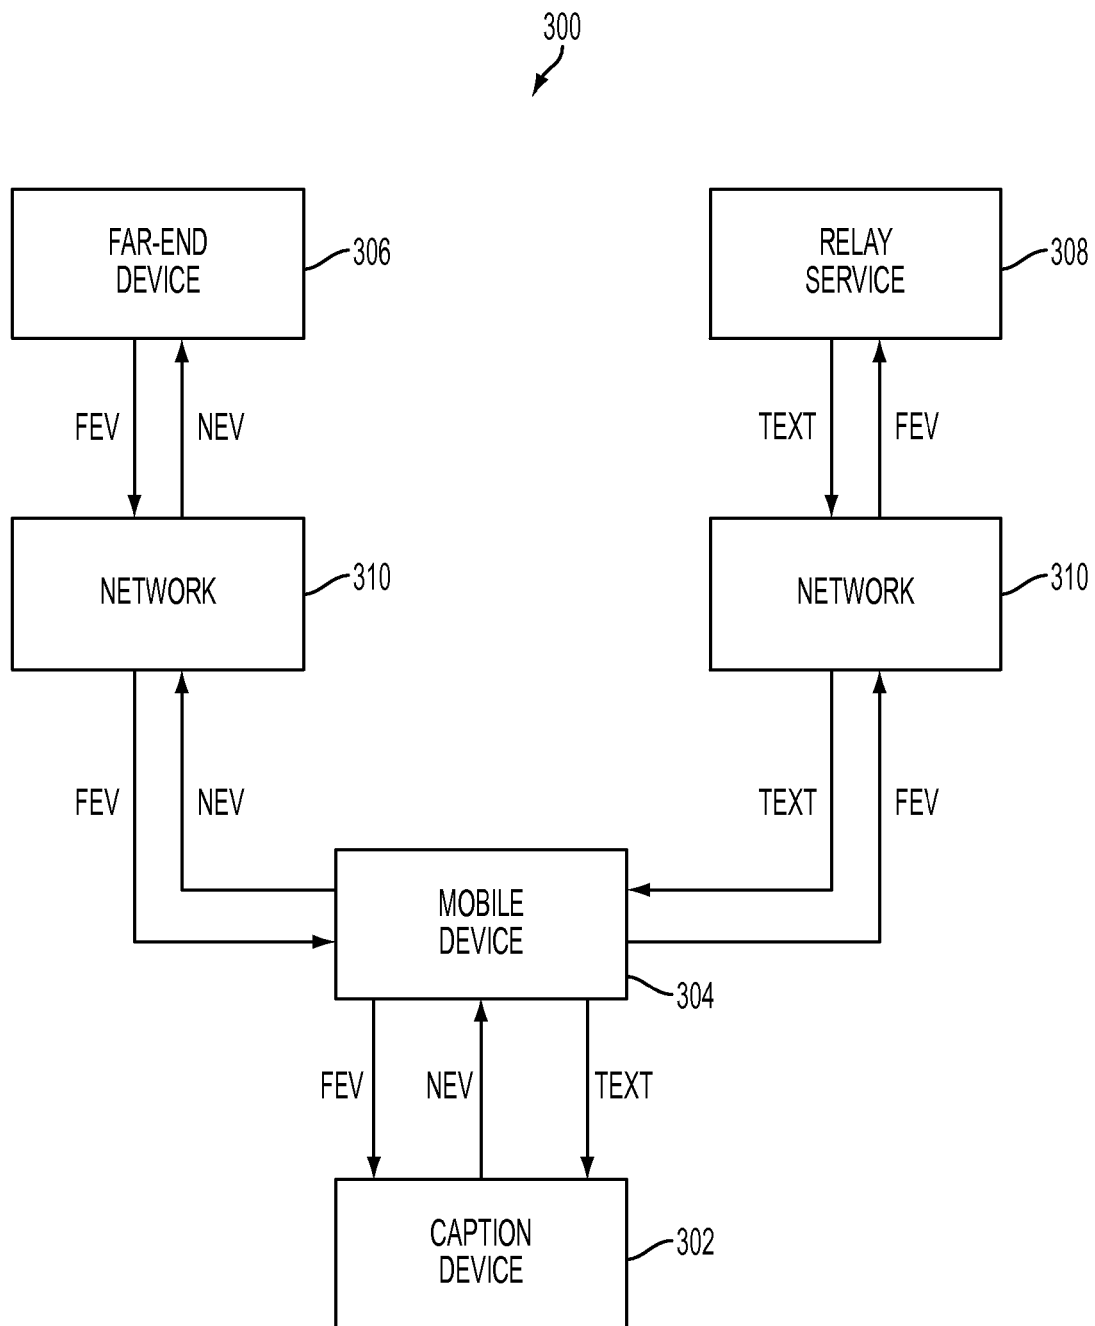 300
FAR-END
DEVICE
306
RELAY
SERVICE
308
FEV
NEV
TEXT
FEV
NETWORK
310
NETWORK
310
FEV
NEV
TEXT
FEV
MOBILE
DEVICE
304
FEV
NEV
TEXT
CAPTION
DEVICE
302